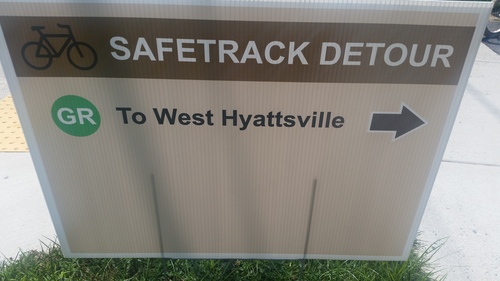 SAFETRACK DETOUR
GR To West Hyattsville